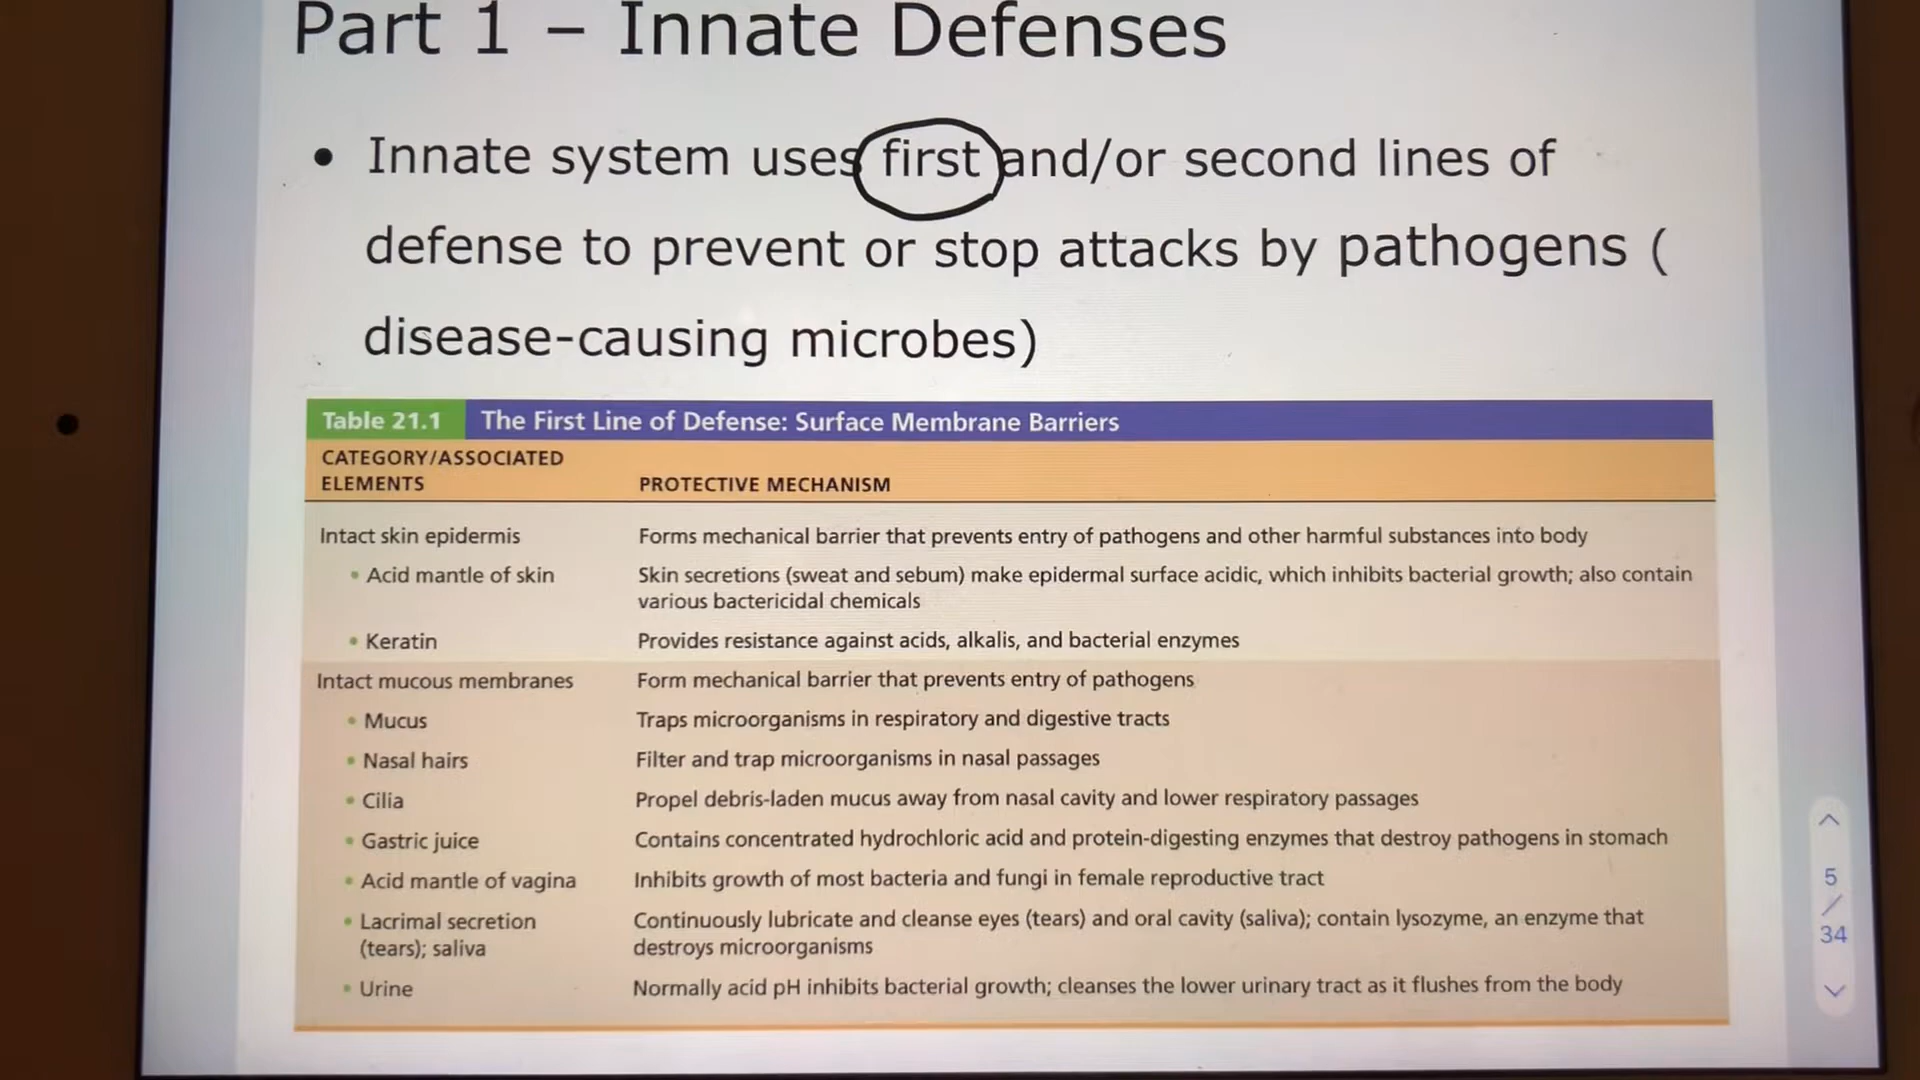 Part 1 – Innate Defenses
• Innate system uses first and/or second lines of
defense to prevent or stop attacks by pathogens (
disease-causing microbes)
Table 21.1 The First Line of Defense: Surface Membrane Barriers
CATEGORY/ASSOCIATED
ELEMENTS PROTECTIVE MECHANISM
Intact skin epidermis Forms mechanical barrier that prevents entry of pathogens and other harmful substances into body
• Acid mantle of skin Skin secretions (sweat and sebum) make epidermal surface acidic, which inhibits bacterial growth; also contain
various bactericidal chemicals
• Keratin Provides resistance against acids, alkalis, and bacterial enzymes
Intact mucous membranes Form mechanical barrier that prevents entry of pathogens
• Mucus Traps microorganisms in respiratory and digestive tracts
• Nasal hairs Filter and trap microorganisms in nasal passages
• Cilia Propel debris-laden mucus away from nasal cavity and lower respiratory passages
• Gastric juice Contains concentrated hydrochloric acid and protein-digesting enzymes that destroy pathogens in stomach
• Acid mantle of vagina Inhibits growth of most bacteria and fungi in female reproductive tract
• Lacrimal secretion Continuously lubricate and cleanse eyes (tears) and oral cavity (saliva); contain lysozyme, an enzyme that
(tears); saliva destroys microorganisms
• Urine Normally acid pH inhibits bacterial growth; cleanses the lower urinary tract as it flushes from the body
5
/
34